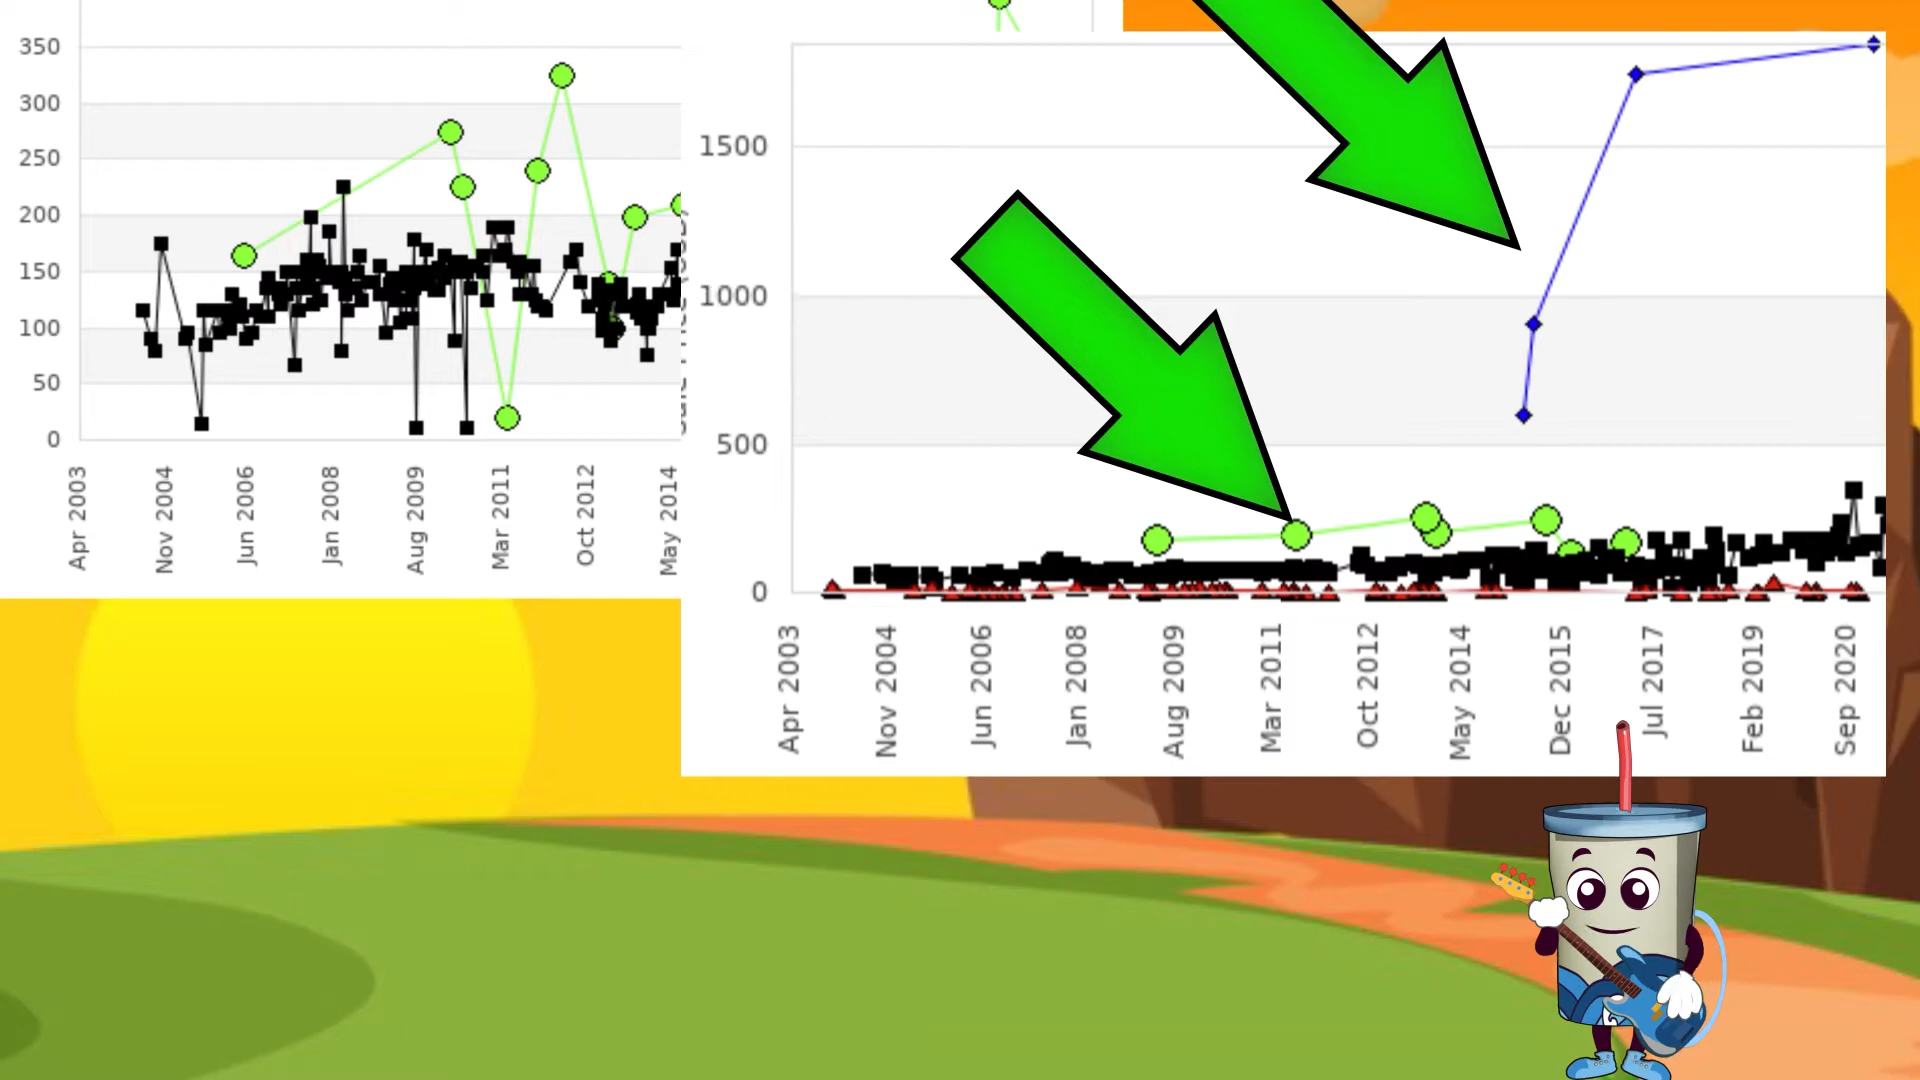 350
300
250
200
150
100
50
0
Apr 2003
Nov 2004
Jun 2006
Jan 2008
Aug 2009
Mar 2011
Oct 2012
May 2014
1500
1000
500
0
Apr 2003
Nov 2004
Jun 2006
Jan 2008
Aug 2009
Mar 2011
Oct 2012
May 2014
Dec 2015
Jul 2017
Feb 2019
Sep 2020